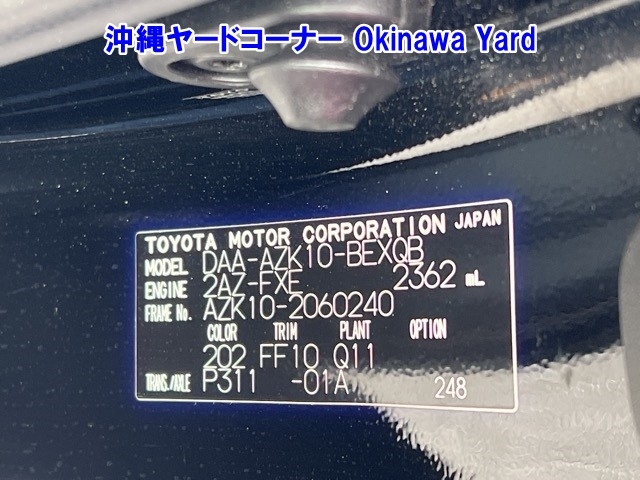 沖縄ヤードコーナー Okinawa Yard
TOYOTA MOTOR CORPORATION JAPAN
MODEL DAA-AZK10-BEXQB
ENGINE 2AZ-FXE 2362 mL
FRAME No. AZK10-2060240
COLOR TRIM PLANT OPTION
202 FF10 Q11
TRANS./AXLE P311 -01A 248